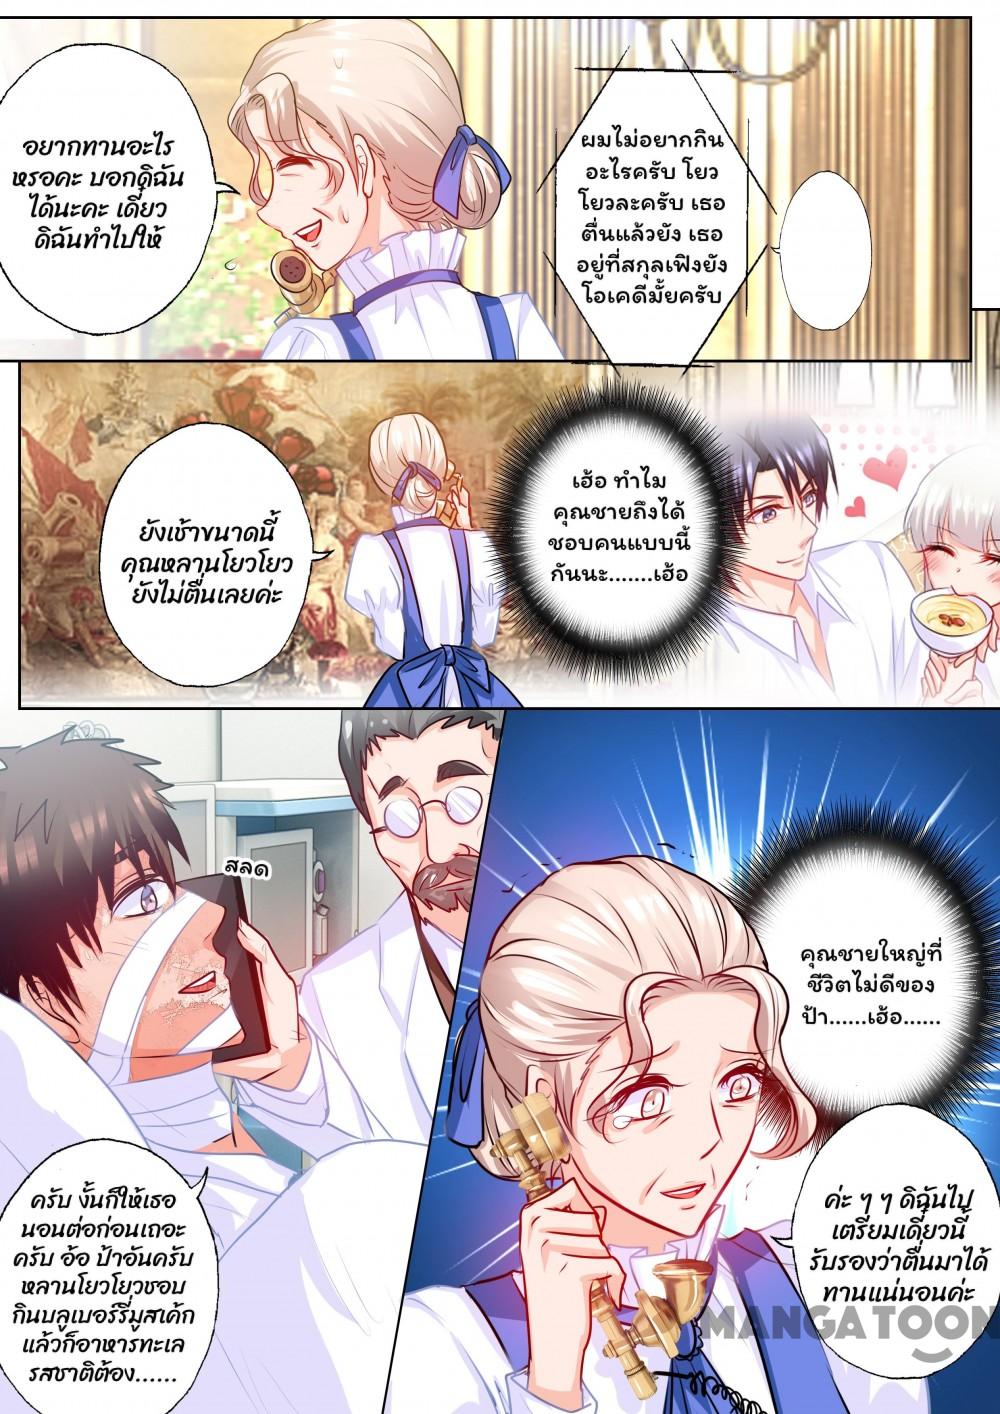 อยากทานอะไร
หรอคะ บอกดิฉัน
ได้นะคะ เดี๋ยว
ดิฉันทำไปให้
ผมไม่อยากกิน
อะไรครับ โยว
โยวละครับ เธอ
ตื่นแล้วยัง เธอ
อยู่ที่สกุลเฟิงยัง
โอเคดีมั้ยครับ
ยังเช้าขนาดนี้
คุณหลานโยวโยว
ยังไม่ตื่นเลยค่ะ
เฮ้อ ทำไม
คุณชายถึงได้
ชอบคนแบบนี้
กันนะ.......เฮ้อ
สลด
คุณชายใหญ่ที่
ชีวิตไม่ดีของ
ป้า......เฮ้อ......
ครับ งั้นก็ให้เธอ
นอนต่อก่อนเถอะ
ครับ อ้อ ป้าอันครับ
หลานโยวโยวชอบ
กินบลูเบอร์รี่มูสเค้ก
แล้วก็อาหารทะเล
รสชาติต้อง......
ค่ะ ๆ ๆ ดิฉันไป
เตรียมเดี๋ยวนี้
รับรองว่าตื่นมาได้
ทานแน่นอนค่ะ
MANGATOON